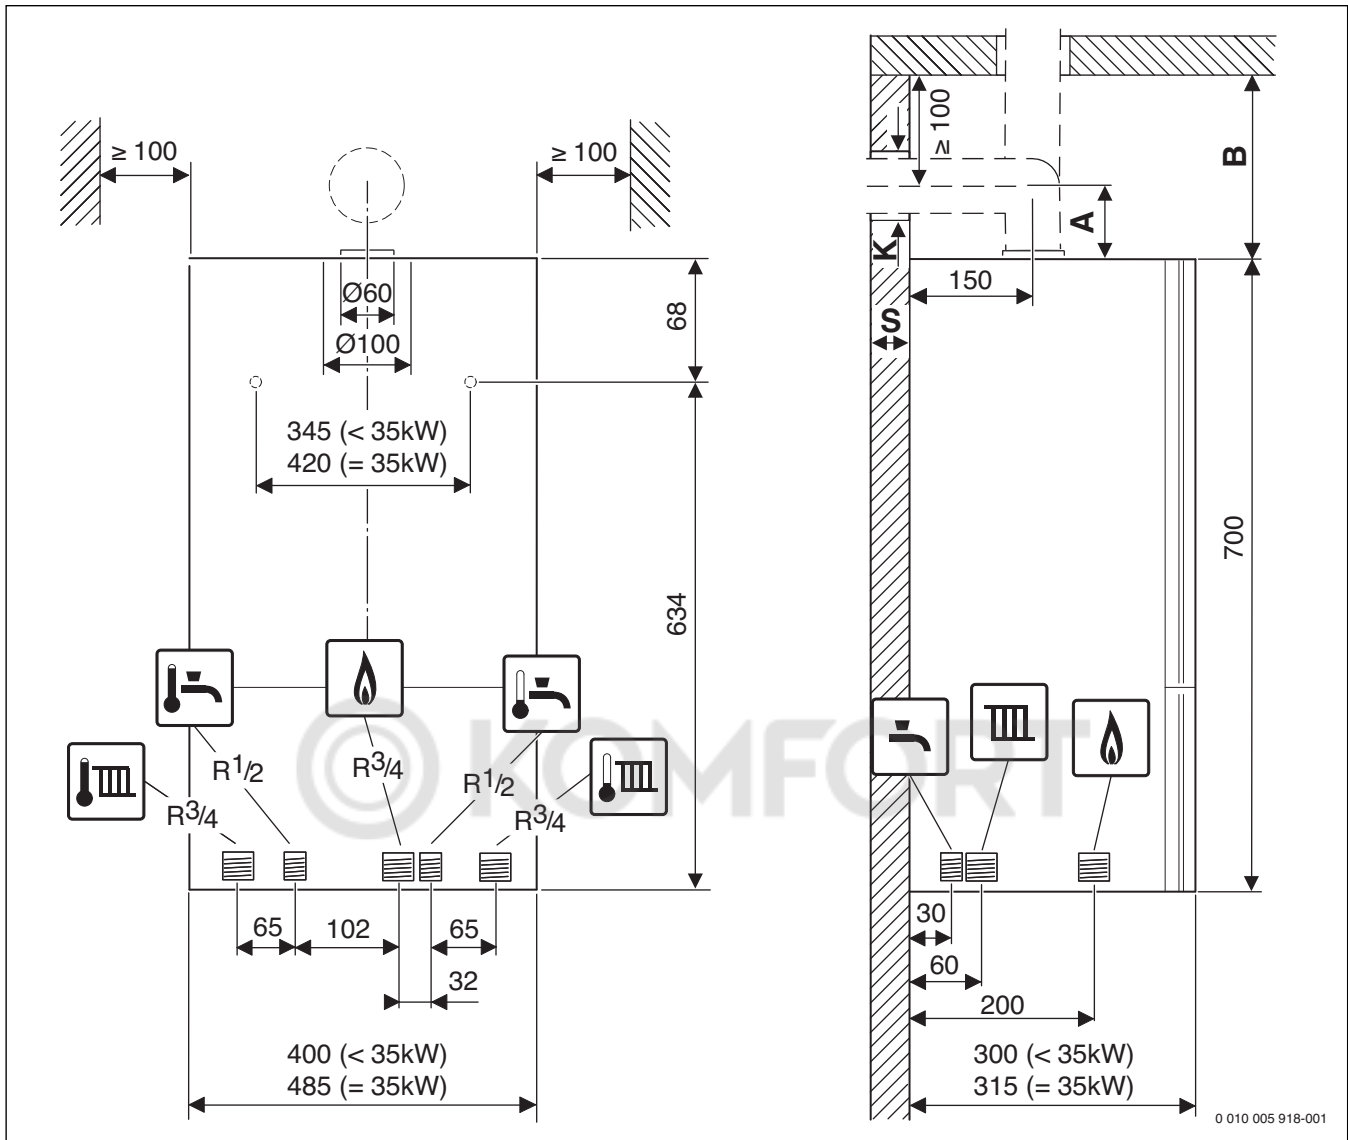 ≥ 100
≥ 100
Ø60
Ø100
68
345 (< 35kW)
420 (= 35kW)
634
R1/2
R3/4
R1/2
R3/4
R3/4
65
102
65
32
400 (< 35kW)
485 (= 35kW)
≥ 100
B
A
K
150
S
700
30
60
200
300 (< 35kW)
315 (= 35kW)
0 010 005 918-001
KOMFORT